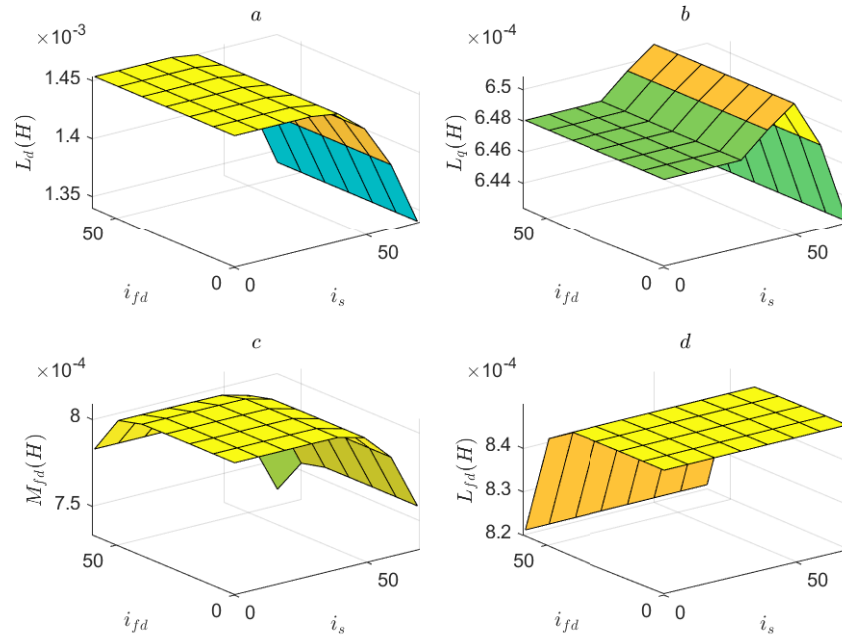 a
×10⁻³
1.45
1.4
1.35
L_d(H)
50
0
0
50
i_fd
i_s
b
×10⁻⁴
6.5
6.48
6.46
6.44
L_q(H)
50
0
0
50
i_fd
i_s
c
×10⁻⁴
8
7.5
M_fd(H)
50
0
0
50
i_fd
i_s
d
×10⁻⁴
8.4
8.3
8.2
L_fd(H)
50
0
0
50
i_fd
i_s